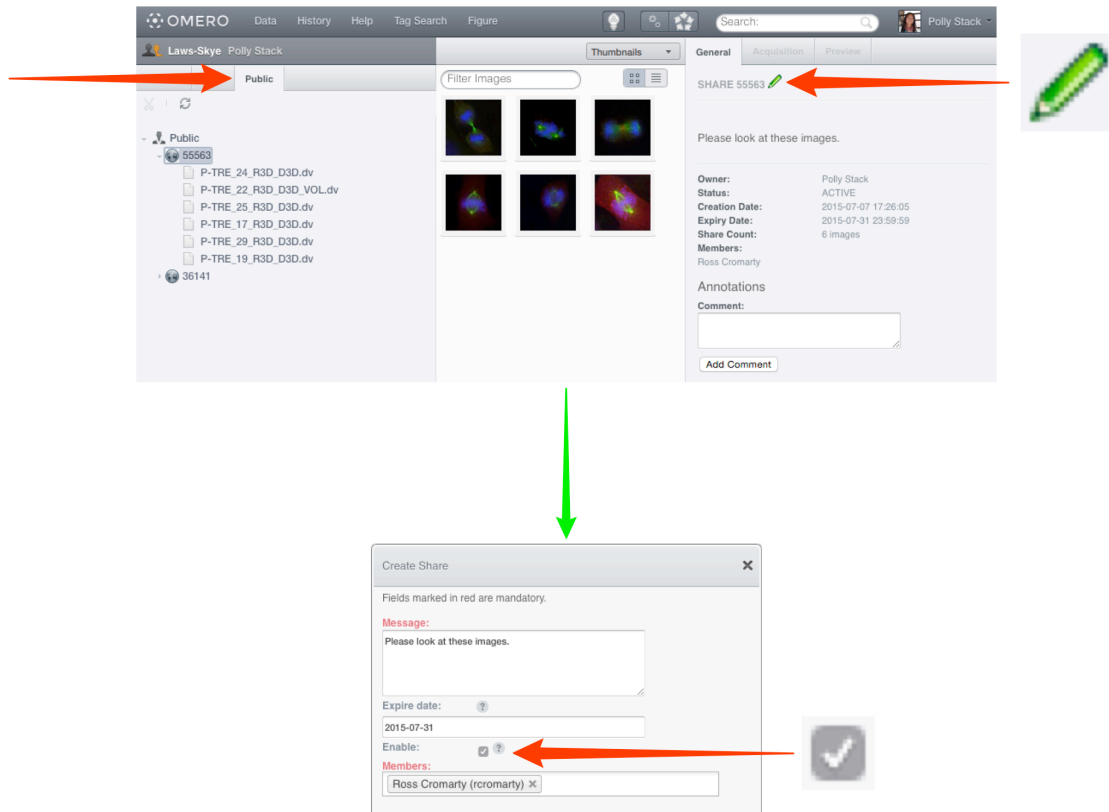 OMERO Data History Help Tag Search Figure Search: Polly Stack
Laws-Skye Polly Stack
Thumbnails
General Acquisition Preview
Public
Filter Images
SHARE 55563
Public
55563
P-TRE_24_R3D_D3D.dv
P-TRE_22_R3D_D3D_VOL.dv
P-TRE_25_R3D_D3D.dv
P-TRE_17_R3D_D3D.dv
P-TRE_29_R3D_D3D.dv
P-TRE_19_R3D_D3D.dv
36141
Please look at these images.
Owner: Polly Stack
Status: ACTIVE
Creation Date: 2015-07-07 17:26:05
Expiry Date: 2015-07-31 23:59:59
Share Count: 6 images
Members:
Ross Cromarty
Annotations
Comment:
Add Comment
Create Share
Fields marked in red are mandatory.
Message:
Please look at these images.
Expire date: ?
2015-07-31
Enable: ?
Members:
Ross Cromarty (rcromarty)